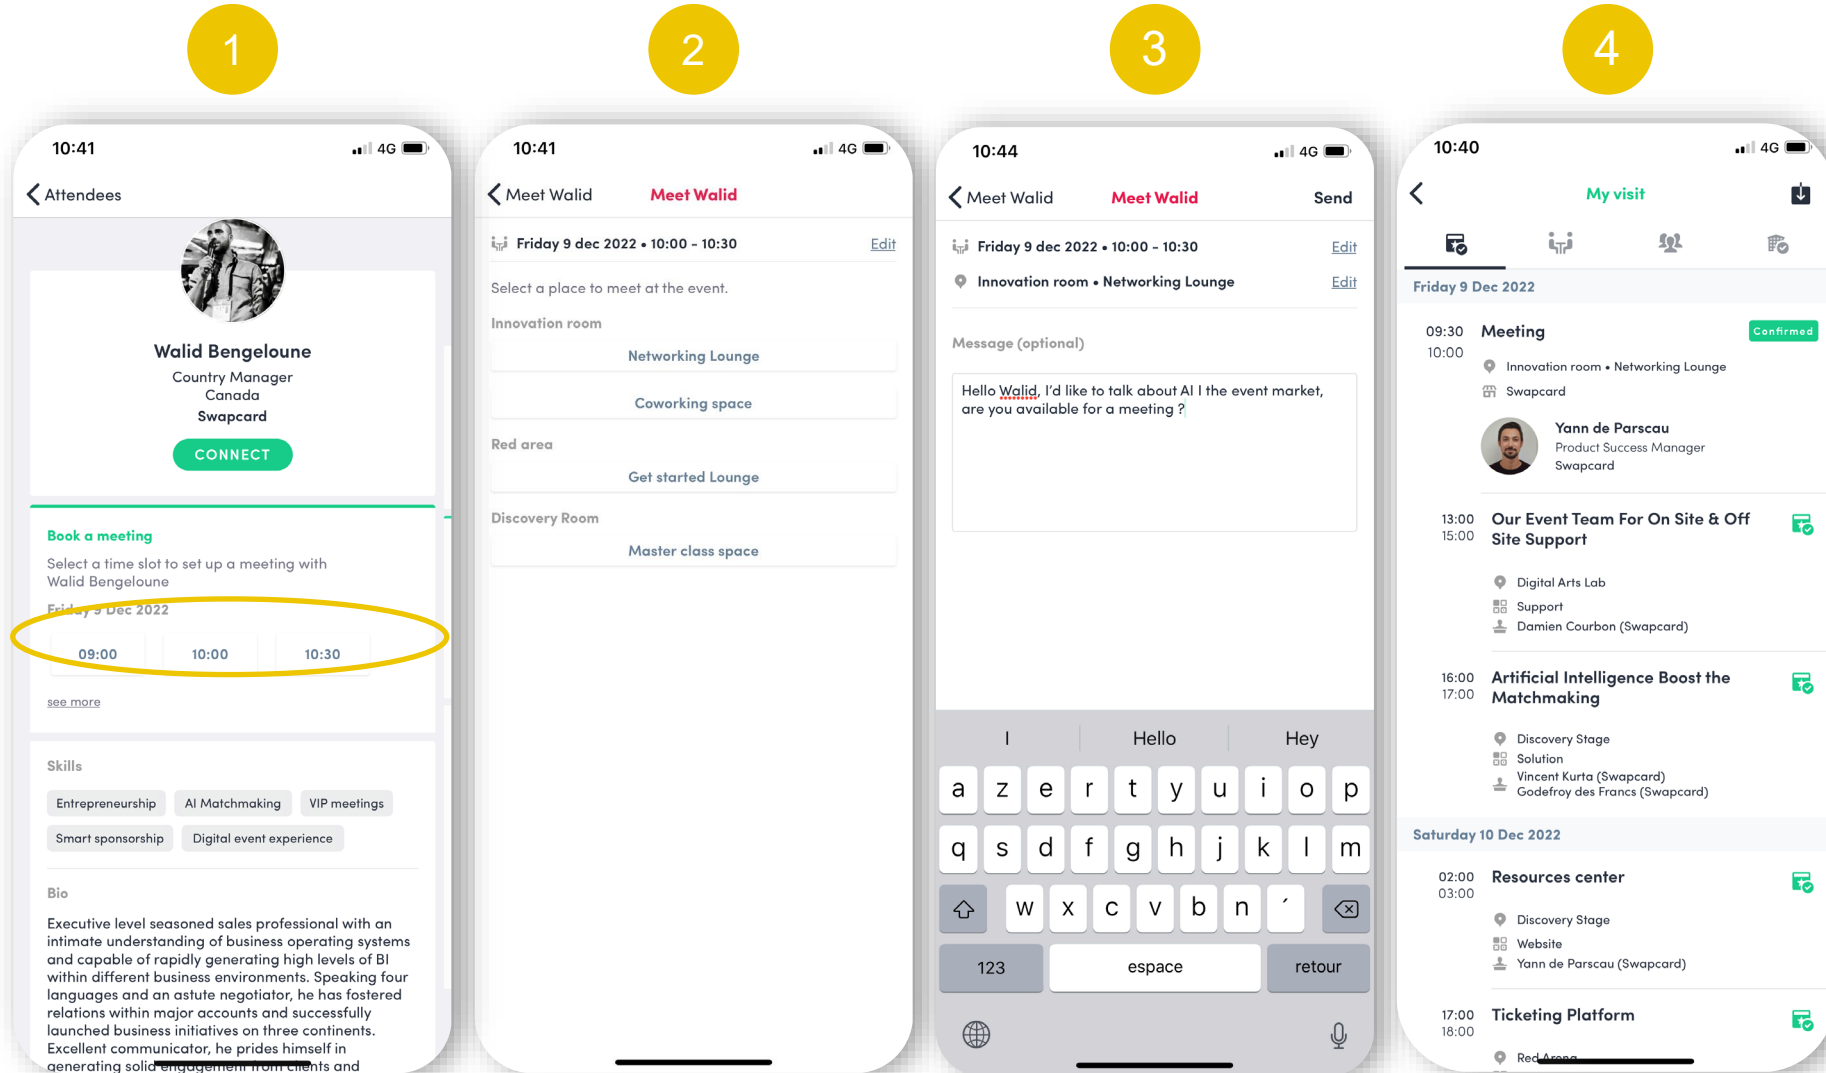 1
2
3
4
10:41
4G
Attendees
Walid Bengeloune
Country Manager
Canada
Swapcard
CONNECT
Book a meeting
Select a time slot to set up a meeting with
Walid Bengeloune
Friday 9 Dec 2022
09:00
10:00
10:30
see more
Skills
Entrepreneurship
AI Matchmaking
VIP meetings
Smart sponsorship
Digital event experience
Bio
Executive level seasoned sales professional with an
intimate understanding of business operating systems
and capable of rapidly generating high levels of BI
within different business environments. Speaking four
languages and an astute negotiator, he has fostered
relations within major accounts and successfully
launched business initiatives on three continents.
Excellent communicator, he prides himself in
generating solid engagement from clients and
10:41
4G
Meet Walid
Meet Walid
Friday 9 dec 2022 • 10:00 - 10:30
Edit
Select a place to meet at the event.
Innovation room
Networking Lounge
Coworking space
Red area
Get started Lounge
Discovery Room
Master class space
10:44
4G
Meet Walid
Meet Walid
Send
Friday 9 dec 2022 • 10:00 - 10:30
Edit
Innovation room • Networking Lounge
Edit
Message (optional)
Hello Walid, I'd like to talk about AI I the event market,
are you available for a meeting ?
I Hello Hey
a z e r t y u i o p
q s d f g h j k l m
w x c v b n ´
123 espace retour
10:40
4G
My visit
Friday 9 Dec 2022
09:30 Meeting Confirmed
10:00
Innovation room • Networking Lounge
Swapcard
Yann de Parscau
Product Success Manager
Swapcard
13:00 Our Event Team For On Site & Off
15:00 Site Support
Digital Arts Lab
Support
Damien Courbon (Swapcard)
16:00 Artificial Intelligence Boost the
17:00 Matchmaking
Discovery Stage
Solution
Vincent Kurta (Swapcard)
Godefroy des Francs (Swapcard)
Saturday 10 Dec 2022
02:00 Resources center
03:00
Discovery Stage
Website
Yann de Parscau (Swapcard)
17:00 Ticketing Platform
18:00
Red Arena